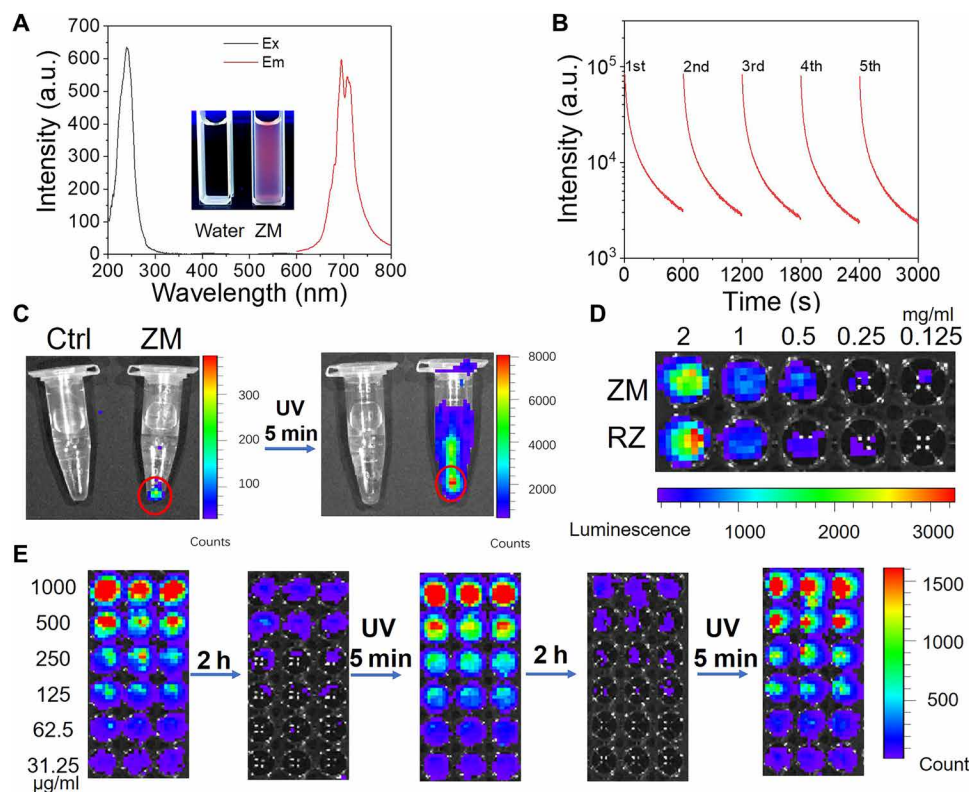 A
Intensity (a.u.)
700
600
500
400
300
200
100
0
200 300 400 500 600 700 800
Wavelength (nm)
Ex
Em
Water ZM
B
Intensity (a.u.)
10^5
10^4
10^3
1st 2nd 3rd 4th 5th
0 600 1200 1800 2400 3000
Time (s)
C
Ctrl ZM
300
200
100
Counts
UV
5 min
8000
6000
4000
2000
Counts
D
mg/ml
2 1 0.5 0.25 0.125
ZM
RZ
Luminescence 1000 2000 3000
E
1000
500
250
125
62.5
31.25
μg/ml
2 h
UV
5 min
2 h
UV
5 min
1500
1000
500
Count